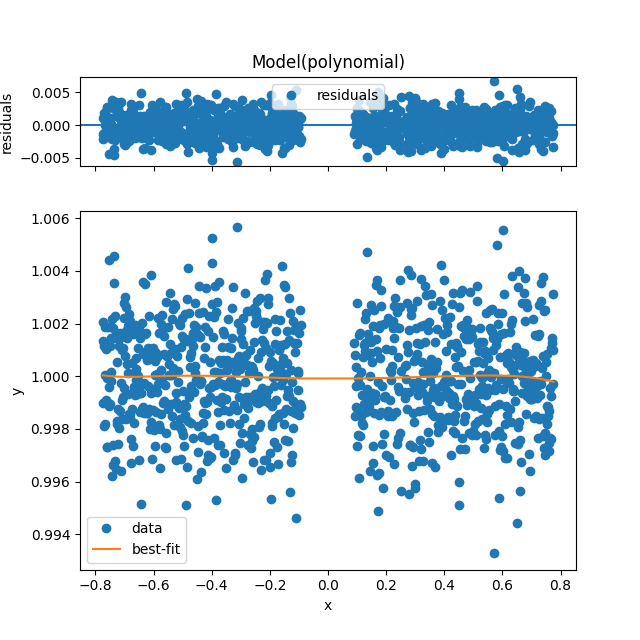 Model(polynomial)
residuals
0.005
0.000
−0.005
residuals
1.006
1.004
1.002
1.000
0.998
0.996
0.994
y
data
best-fit
−0.8 −0.6 −0.4 −0.2 0.0 0.2 0.4 0.6 0.8
x